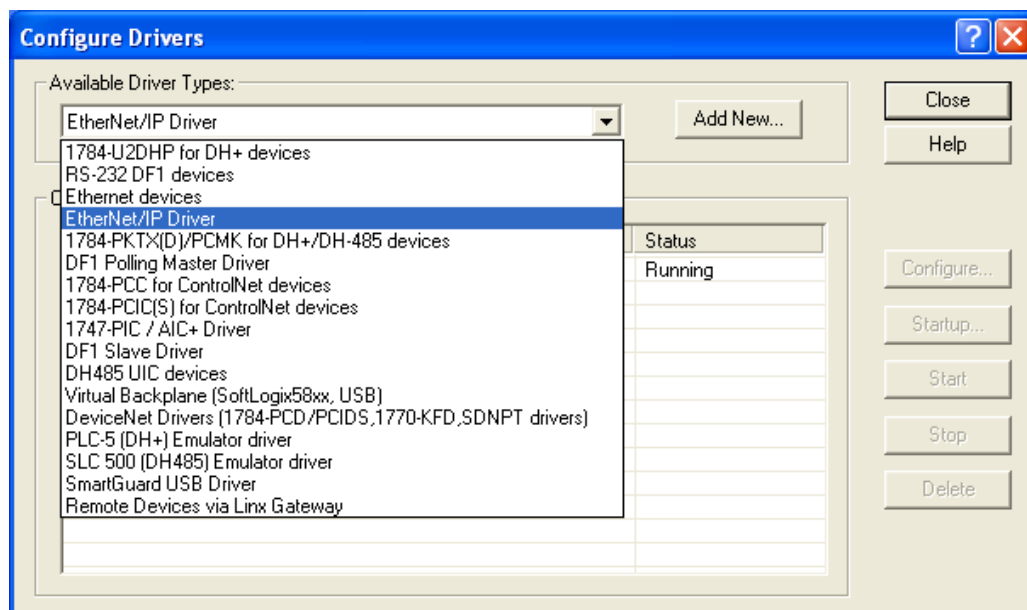 Configure Drivers
Available Driver Types:
EtherNet/IP Driver
Add New...
Close
Help
1784-U2DHP for DH+ devices
RS-232 DF1 devices
Ethernet devices
EtherNet/IP Driver
1784-PKTX(D)/PCMK for DH+/DH-485 devices
DF1 Polling Master Driver
1784-PCC for ControlNet devices
1784-PCIC(S) for ControlNet devices
1747-PIC / AIC+ Driver
DF1 Slave Driver
DH485 UIC devices
Virtual Backplane (SoftLogix58xx, USB)
DeviceNet Drivers (1784-PCD/PCIDS,1770-KFD,SDNPT drivers)
PLC-5 (DH+) Emulator driver
SLC 500 (DH485) Emulator driver
SmartGuard USB Driver
Remote Devices via Linx Gateway
Status
Running
Configure...
Startup...
Start
Stop
Delete